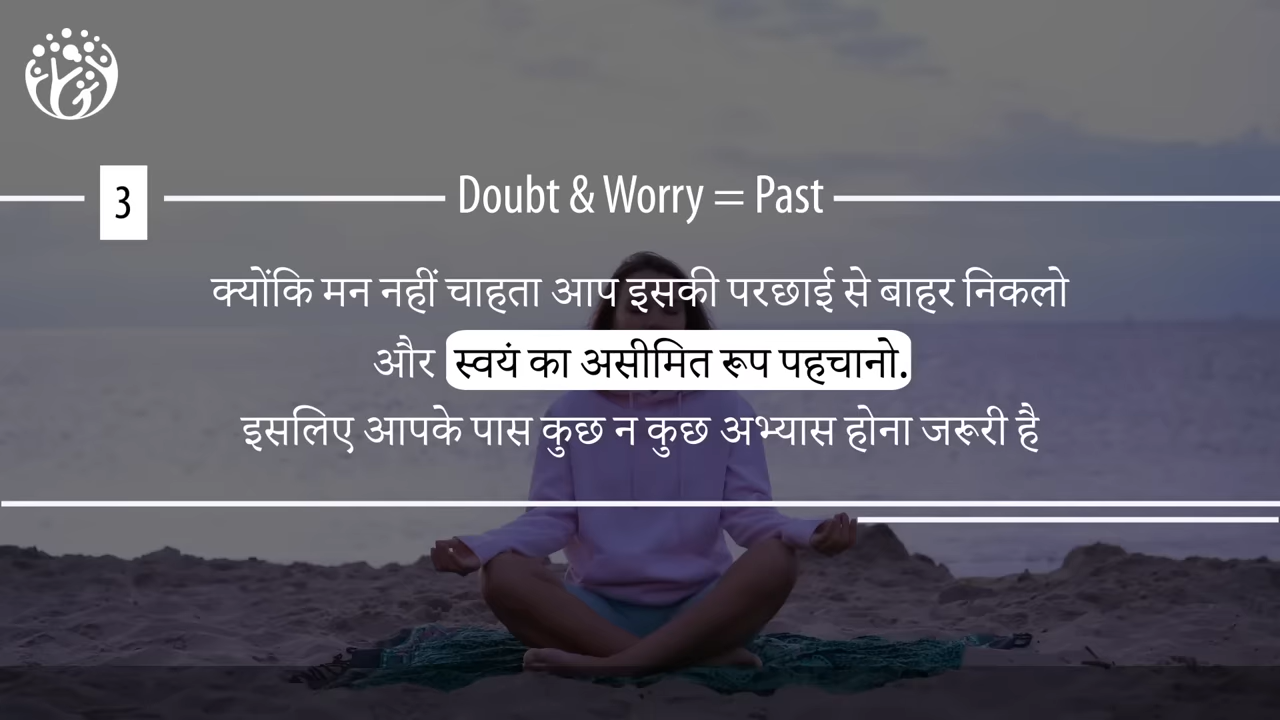 3
Doubt & Worry = Past
क्योंकि मन नहीं चाहता आप इसकी परछाई से बाहर निकलो
और स्वयं का असीमित रूप पहचानो.
इसलिए आपके पास कुछ न कुछ अभ्यास होना जरूरी है